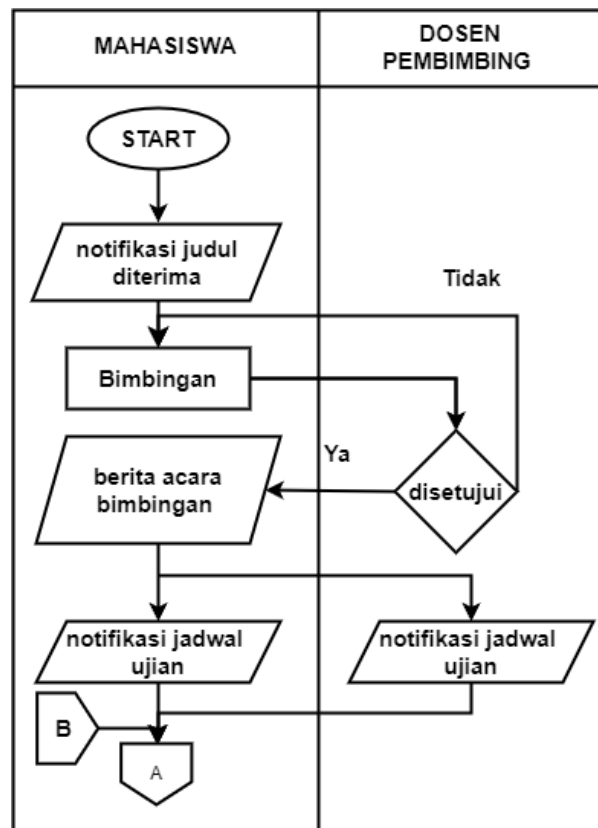 MAHASISWA
DOSEN
PEMBIMBING
START
notifikasi judul
diterima
Tidak
Bimbingan
Ya
berita acara
bimbingan
disetujui
notifikasi jadwal
ujian
notifikasi jadwal
ujian
B
A